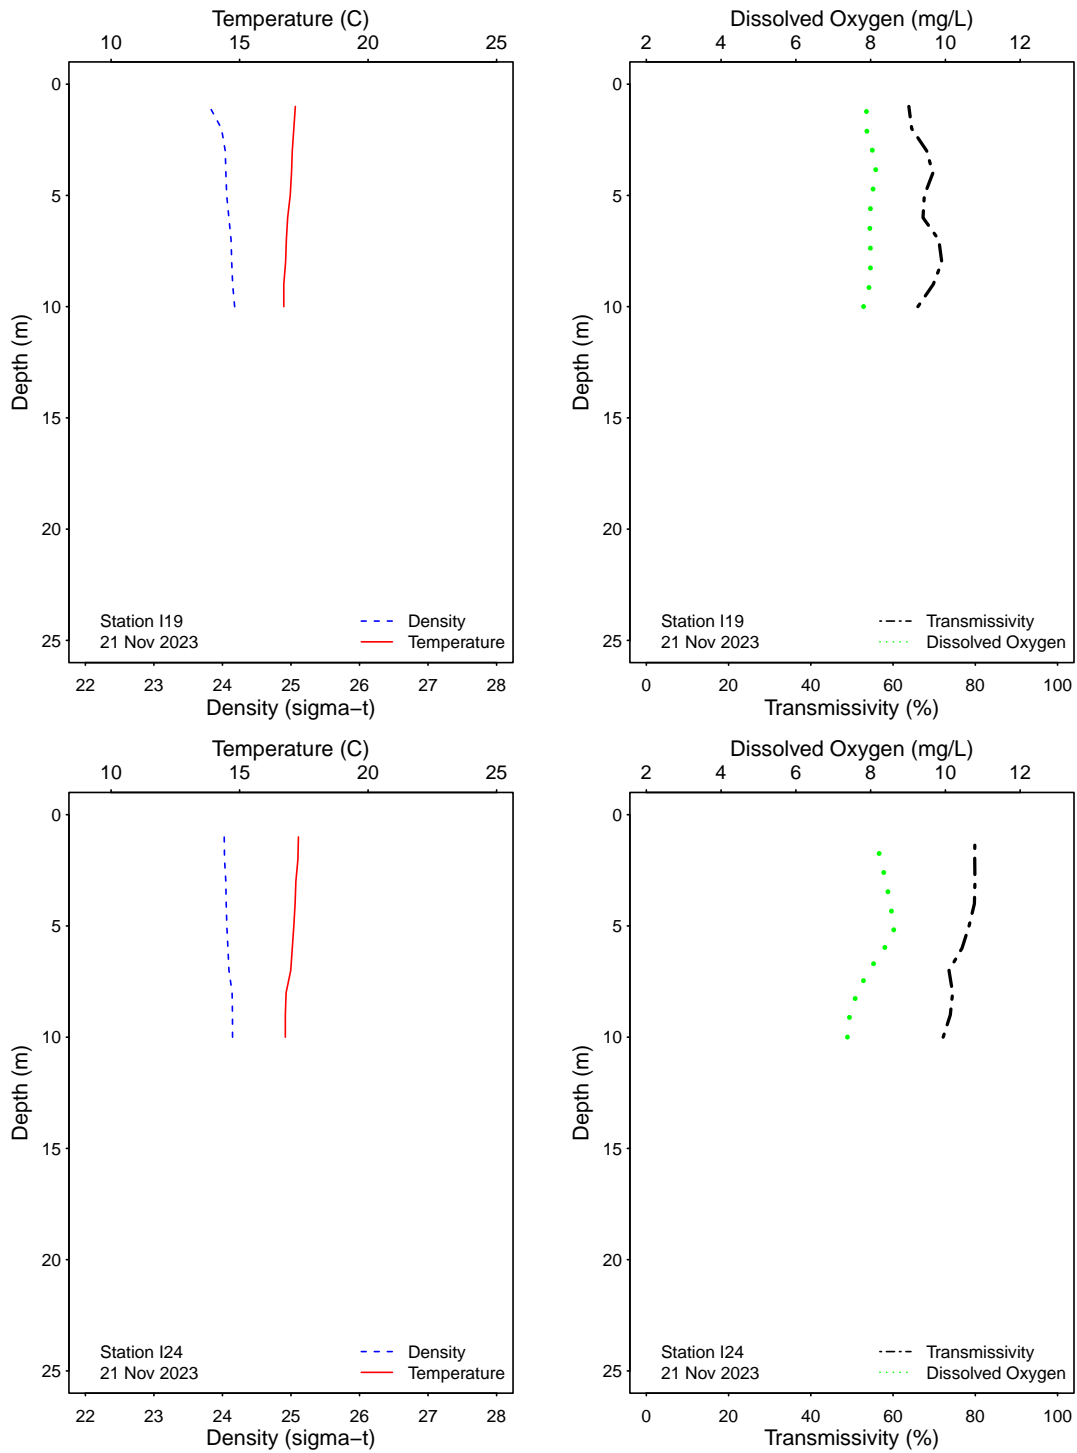 Temperature (C)
10 15 20 25
0
5
10
15
20
25
Depth (m)
Station I19
21 Nov 2023
Density
Temperature
22 23 24 25 26 27 28
Density (sigma−t)
Dissolved Oxygen (mg/L)
2 4 6 8 10 12
0
5
10
15
20
25
Depth (m)
Station I19
21 Nov 2023
Transmissivity
Dissolved Oxygen
0 20 40 60 80 100
Transmissivity (%)
Temperature (C)
10 15 20 25
0
5
10
15
20
25
Depth (m)
Station I24
21 Nov 2023
Density
Temperature
22 23 24 25 26 27 28
Density (sigma−t)
Dissolved Oxygen (mg/L)
2 4 6 8 10 12
0
5
10
15
20
25
Depth (m)
Station I24
21 Nov 2023
Transmissivity
Dissolved Oxygen
0 20 40 60 80 100
Transmissivity (%)